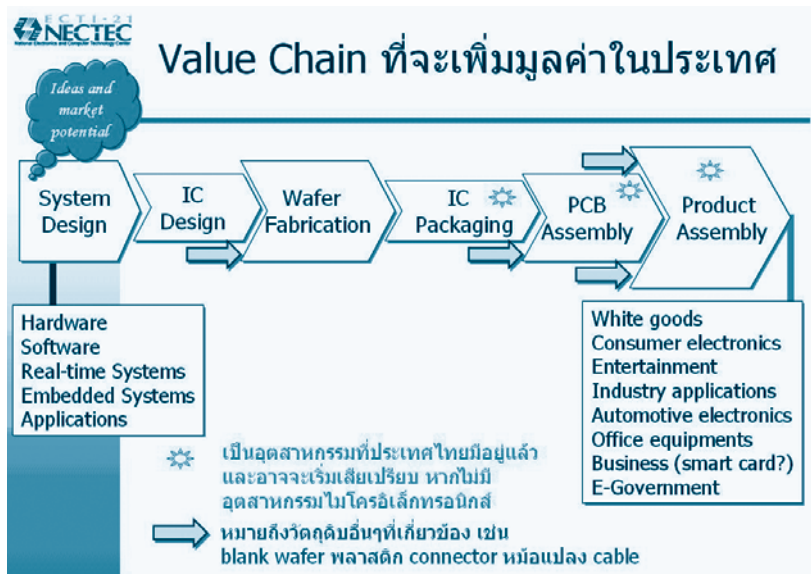 ECTI-21
NECTEC
National Electronics and Computer Technology Center
Value Chain ที่จะเพิ่มมูลค่าในประเทศ
Ideas and
market
potential
System
Design
IC
Design
Wafer
Fabrication
IC
Packaging
PCB
Assembly
Product
Assembly
Hardware
Software
Real-time Systems
Embedded Systems
Applications
White goods
Consumer electronics
Entertainment
Industry applications
Automotive electronics
Office equipments
Business (smart card?)
E-Government
เป็นอุตสาหกรรมที่ประเทศไทยมีอยู่แล้ว
และอาจจะเริ่มเสียเปรียบ หากไม่มี
อุตสาหกรรมไมโครอิเล็กทรอนิกส์
หมายถึงวัตถุดิบอื่นๆที่เกี่ยวข้อง เช่น
blank wafer พลาสติก connector หม้อแปลง cable